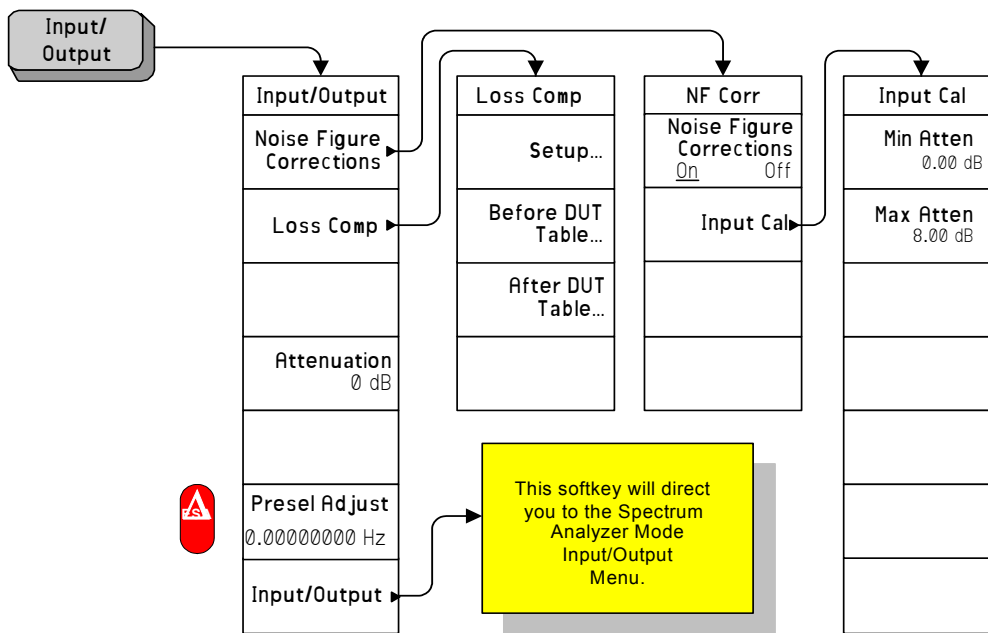 Input/
Output
Input/Output
Noise Figure
Corrections
Loss Comp
Attenuation
0 dB
Presel Adjust
0.00000000 Hz
Input/Output
Loss Comp
Setup...
Before DUT
Table...
After DUT
Table...
NF Corr
Noise Figure
Corrections
On Off
Input Cal
Input Cal
Min Atten
0.00 dB
Max Atten
8.00 dB
This softkey will direct
you to the Spectrum
Analyzer Mode
Input/Output
Menu.